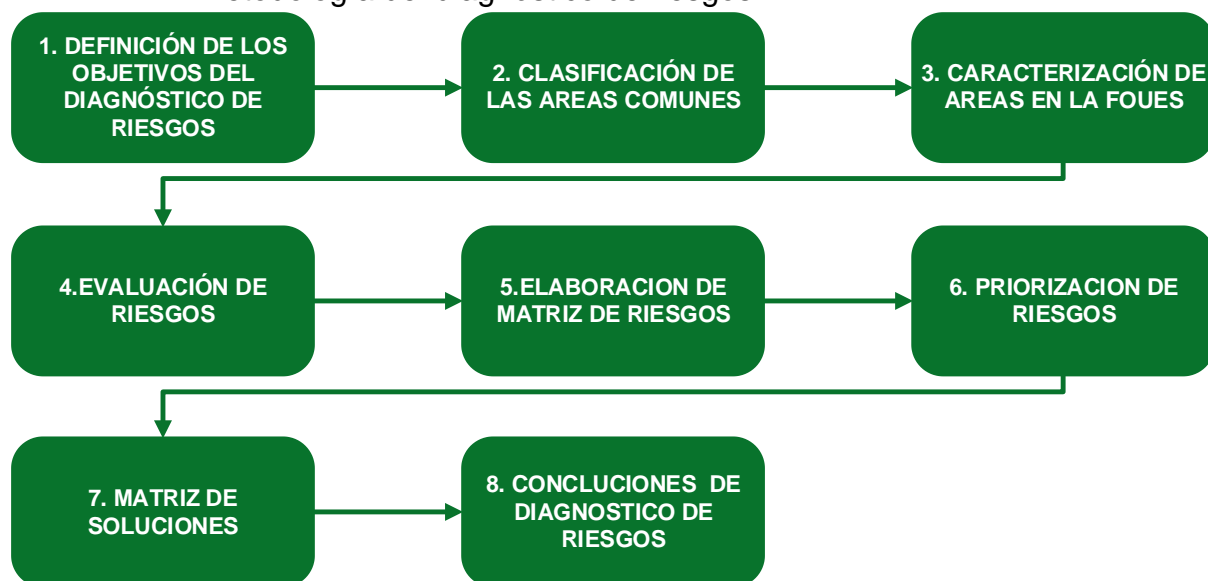 1. DEFINICIÓN DE LOS
OBJETIVOS DEL
DIAGNÓSTICO DE
RIESGOS
2. CLASIFICACIÓN DE
LAS AREAS COMUNES
3. CARACTERIZACIÓN DE
AREAS EN LA FOUES
4.EVALUACIÓN DE
RIESGOS
5.ELABORACION DE
MATRIZ DE RIESGOS
6. PRIORIZACION DE
RIESGOS
7. MATRIZ DE
SOLUCIONES
8. CONCLUCIONES DE
DIAGNOSTICO DE
RIESGOS